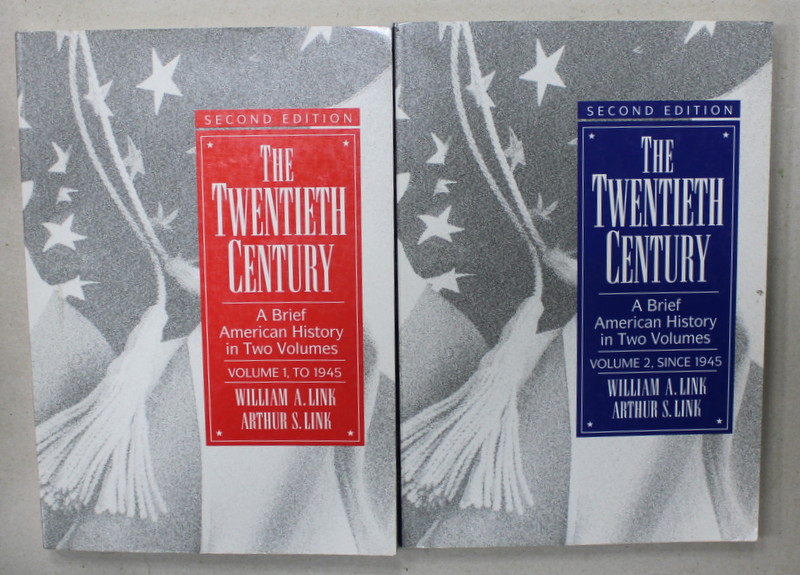 SECOND EDITION
THE
TWENTIETH
CENTURY
A Brief
American History
in Two Volumes
VOLUME 1, TO 1945
WILLIAM A. LINK
ARTHUR S. LINK
SECOND EDITION
THE
TWENTIETH
CENTURY
A Brief
American History
in Two Volumes
VOLUME 2, SINCE 1945
WILLIAM A. LINK
ARTHUR S. LINK